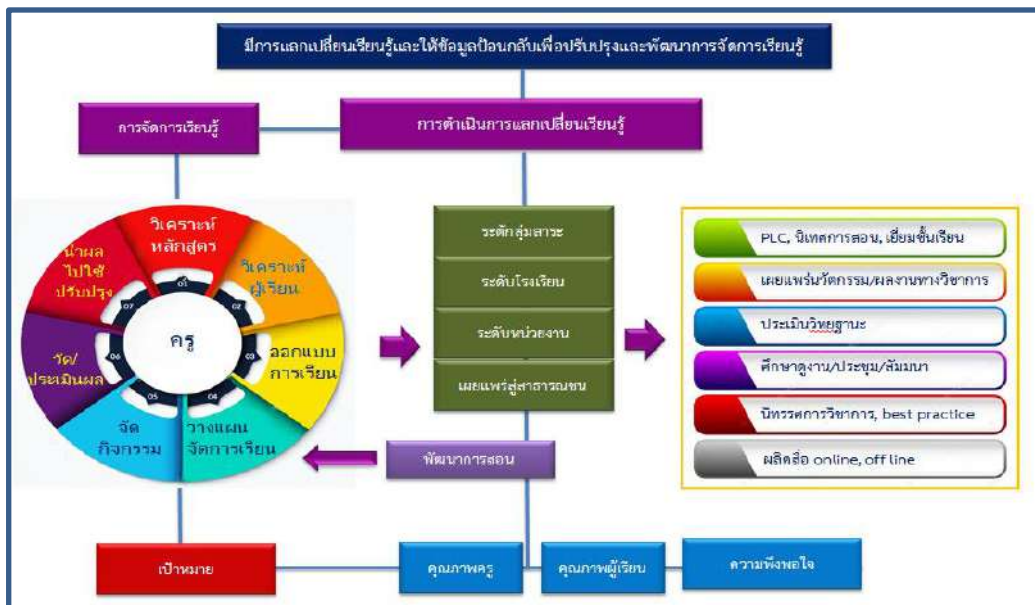 มีการแลกเปลี่ยนเรียนรู้และให้ข้อมูลป้อนกลับเพื่อปรับปรุงและพัฒนาการจัดการเรียนรู้
การจัดการเรียนรู้
การดำเนินการแลกเปลี่ยนเรียนรู้
วิเคราะห์
หลักสูตร
01
วิเคราะห์
ผู้เรียน
02
ออกแบบ
การเรียน
03
วางแผน
จัดการเรียน
04
จัด
กิจกรรม
05
วัด/
ประเมินผล
06
นำผล
ไปใช้
ปรับปรุง
07
ครู
ระดับกลุ่มสาระ
ระดับโรงเรียน
ระดับหน่วยงาน
เผยแพร่สู่สาธารณชน
PLC, นิเทศการสอน, เยี่ยมชั้นเรียน
เผยแพร่นวัตกรรม/ผลงานทางวิชาการ
ประเมินวิทยฐานะ
ศึกษาดูงาน/ประชุม/สัมมนา
นิทรรศการวิชาการ, best practice
ผลิตสื่อ online, off line
พัฒนาการสอน
เป้าหมาย
คุณภาพครู
คุณภาพผู้เรียน
ความพึงพอใจ